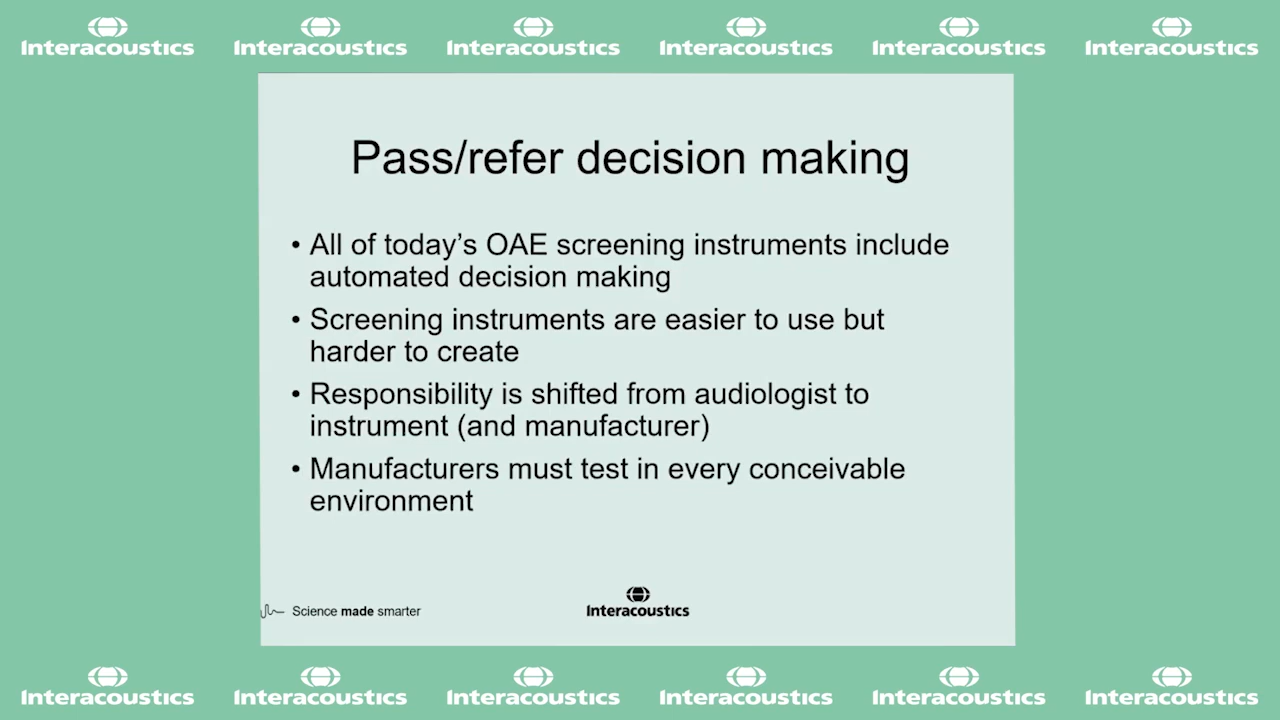 Interacoustics Interacoustics Interacoustics Interacoustics Interacoustics Interacoustics
Pass/refer decision making
• All of today’s OAE screening instruments include
automated decision making
• Screening instruments are easier to use but
harder to create
• Responsibility is shifted from audiologist to
instrument (and manufacturer)
• Manufacturers must test in every conceivable
environment
Science made smarter
Interacoustics
Interacoustics Interacoustics Interacoustics Interacoustics Interacoustics Interacoustics